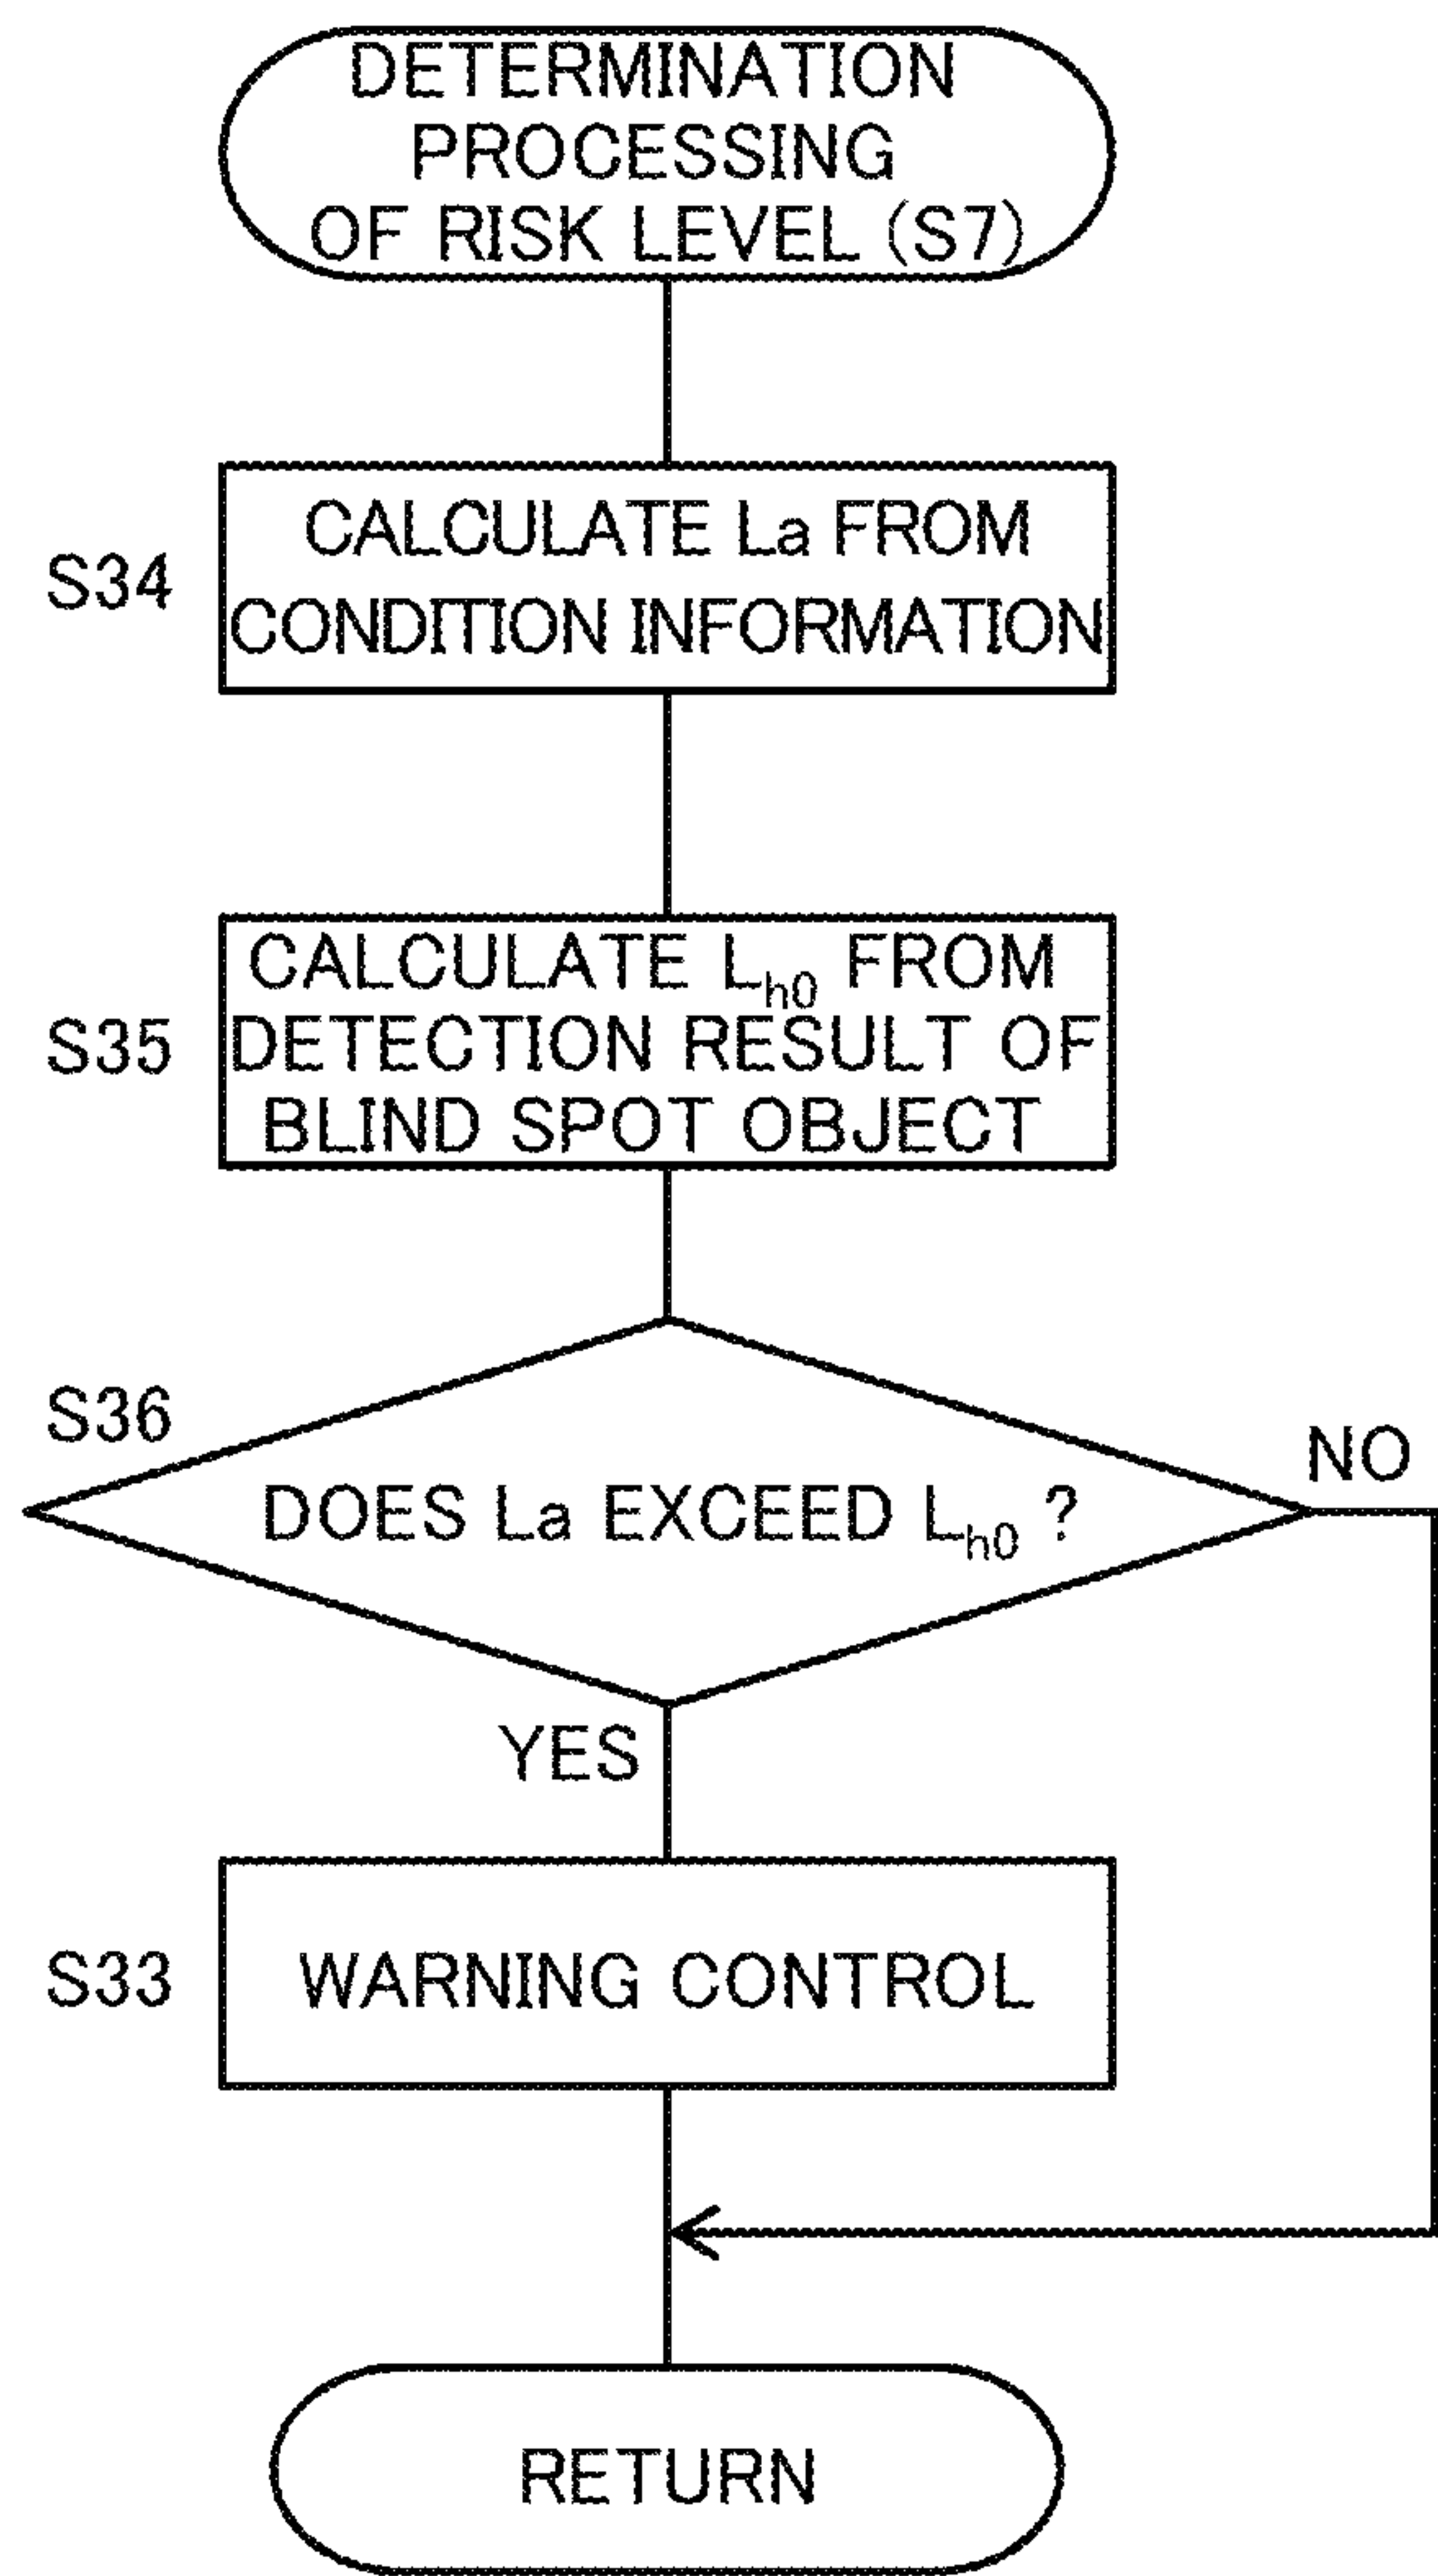 DETERMINATION
PROCESSING
OF RISK LEVEL (S7)
S34
CALCULATE La FROM
CONDITION INFORMATION
S35
CALCULATE Lh0 FROM
DETECTION RESULT OF
BLIND SPOT OBJECT
S36
DOES La EXCEED Lh0 ?
NO
YES
S33
WARNING CONTROL
RETURN